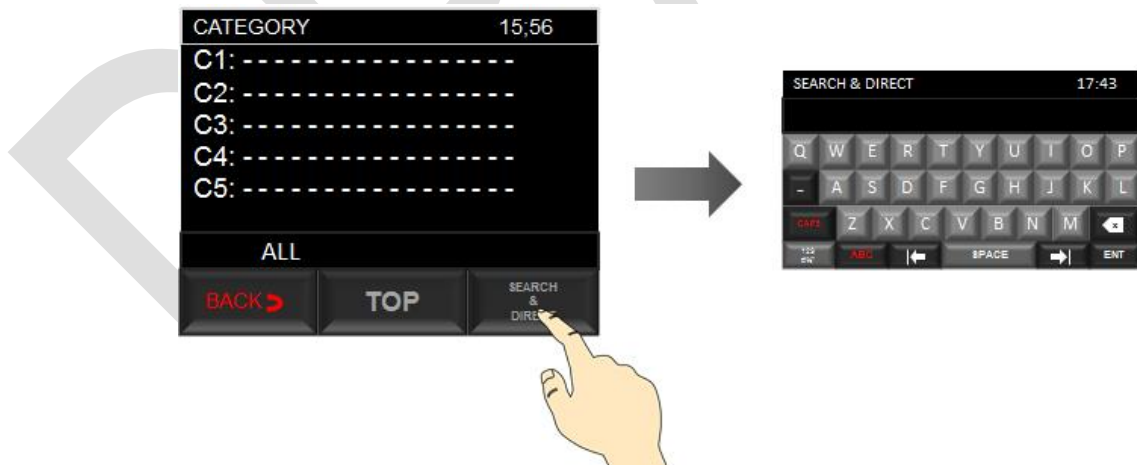 CATEGORY 15;56
C1: - - - - - - - - - - - - - - - - - -
C2: - - - - - - - - - - - - - - - - - -
C3: - - - - - - - - - - - - - - - - - -
C4: - - - - - - - - - - - - - - - - - -
C5: - - - - - - - - - - - - - - - - - -
ALL
BACK TOP SEARCH
&
SEARCH & DIRECT 17:43
Q W E R T Y U I O P
- A S D F G H J K L
CAPS Z X C V B N M x
ABC SPACE ENT